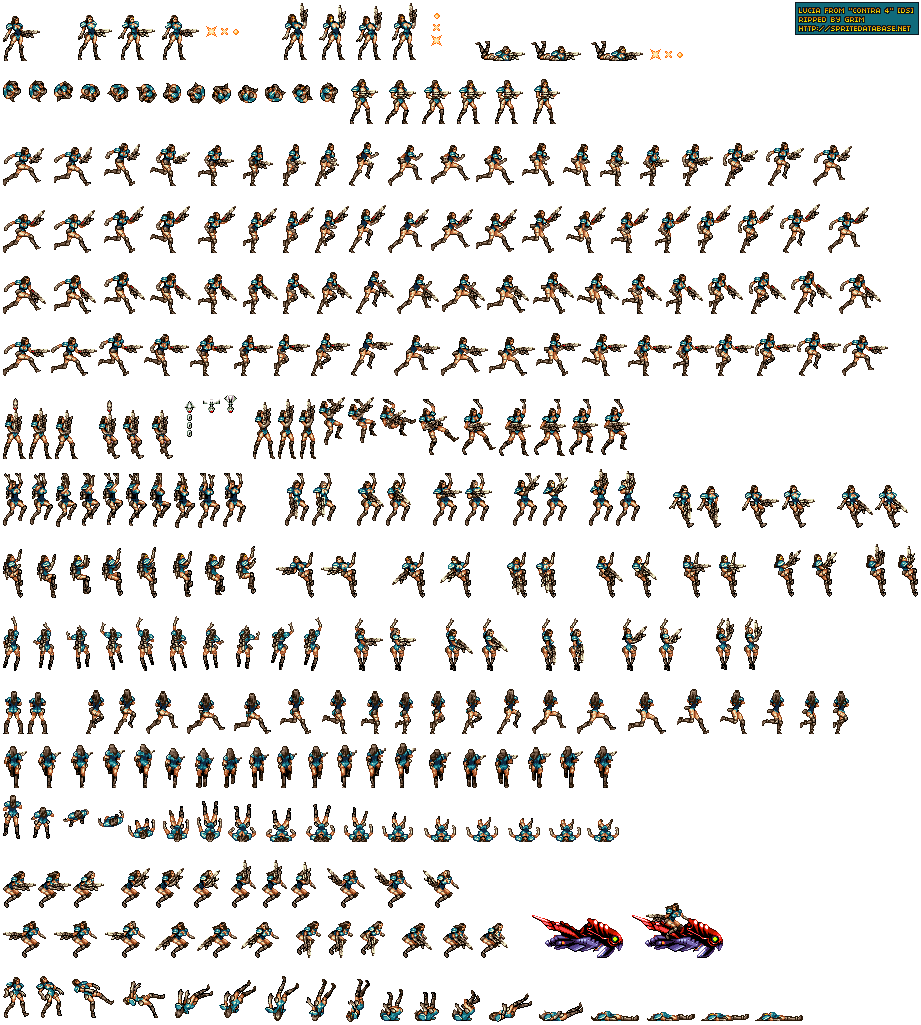 LUCIA FROM "CONTRA 4" [DS]
RIPPED BY GRIM
HTTP://SPRITEDATABASE.NET